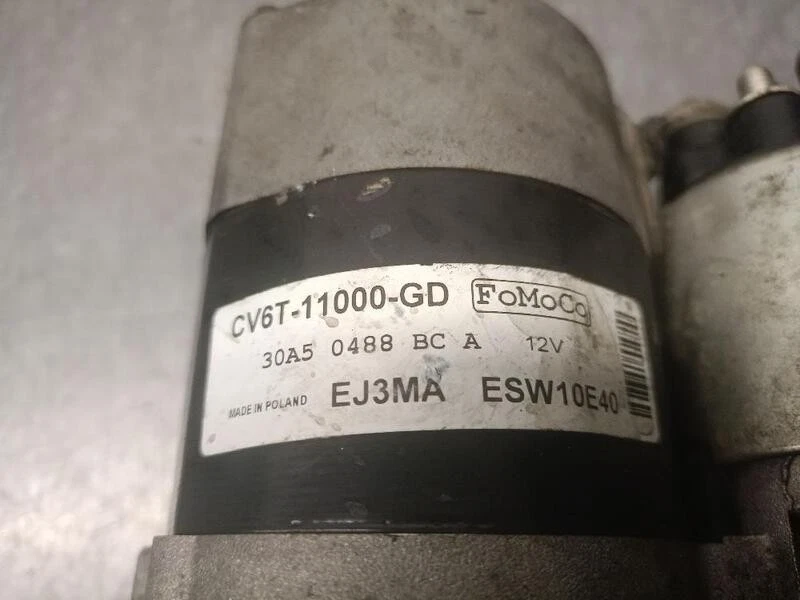 CV6T-11000-GD FoMoCo
30A5 0488 BC A 12V
MADE IN POLAND EJ3MA ESW10E40